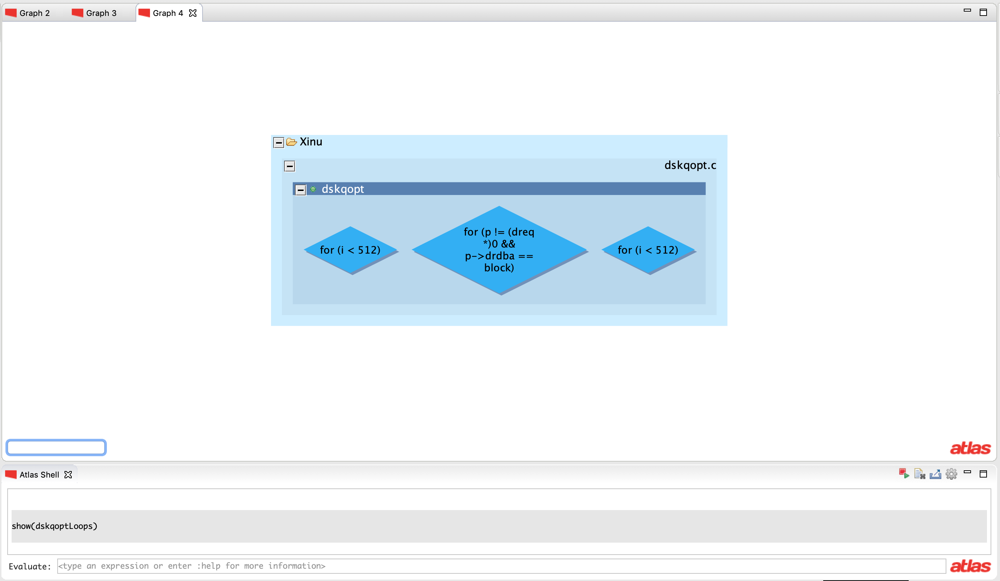 Graph 2
Graph 3
Graph 4
Xinu
dskqopt.c
dskqopt
for (i < 512)
for (p != (dreq
*)0 &&
p->drdba ==
block)
for (i < 512)
atlas
Atlas Shell
show(dskqoptLoops)
Evaluate: <type an expression or enter :help for more information>
atlas